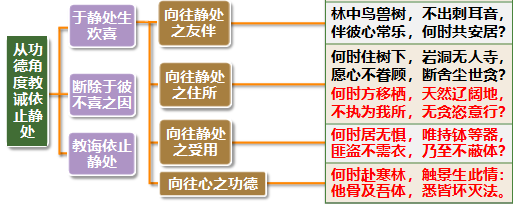 从功
德角
度教
诫依
止静
处
于静处生
欢喜
断除于彼
不喜之因
教诲依止
静处
向往静处
之友伴
向往静处
之住所
向往静处
之受用
向往心之功德
林中鸟兽树，不出刺耳音，
伴彼心常乐，何时共安居？
何时住树下，岩洞无人寺，
愿心不眷顾，断舍尘世贪？
何时方移栖，天然辽阔地，
不执为我所，无贪恣意行？
何时居无惧，唯持钵等器，
匪盗不需衣，乃至不蔽体？
何时赴寒林，触景生此情：
他骨及吾体，悉皆坏灭法。